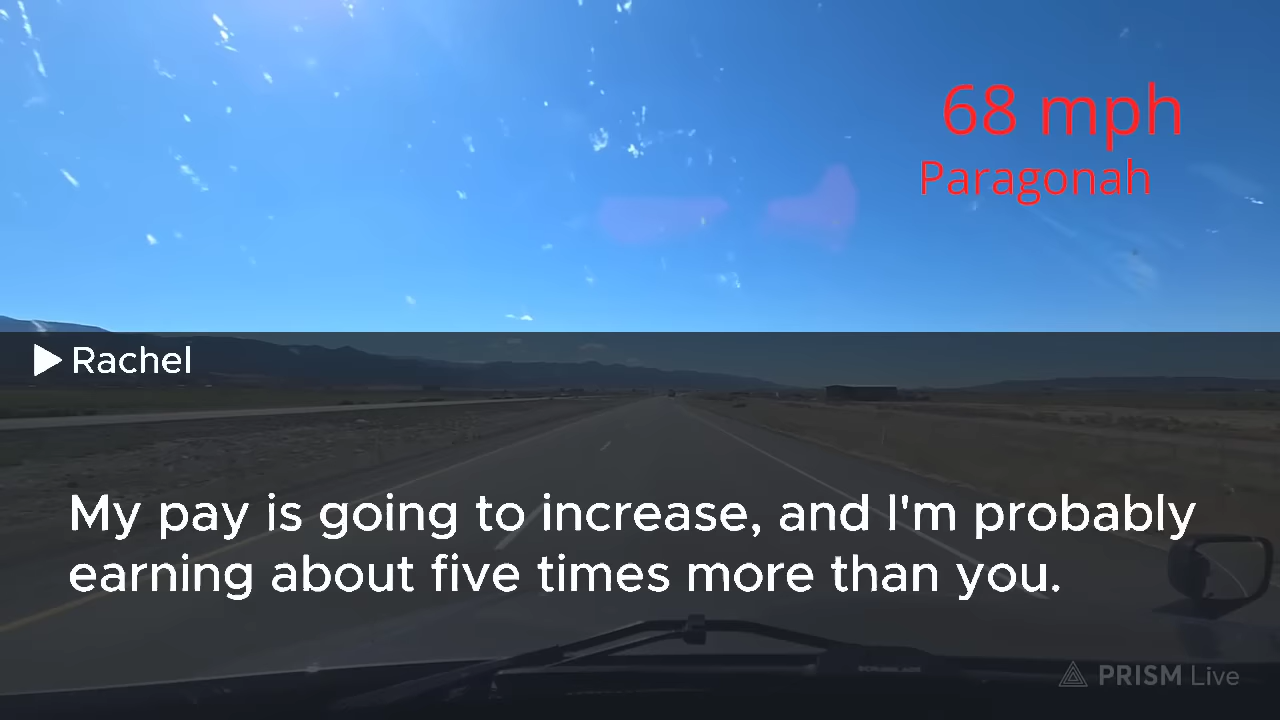 68 mph
Paragonah
Rachel
My pay is going to increase, and I'm probably
earning about five times more than you.
PRISM Live